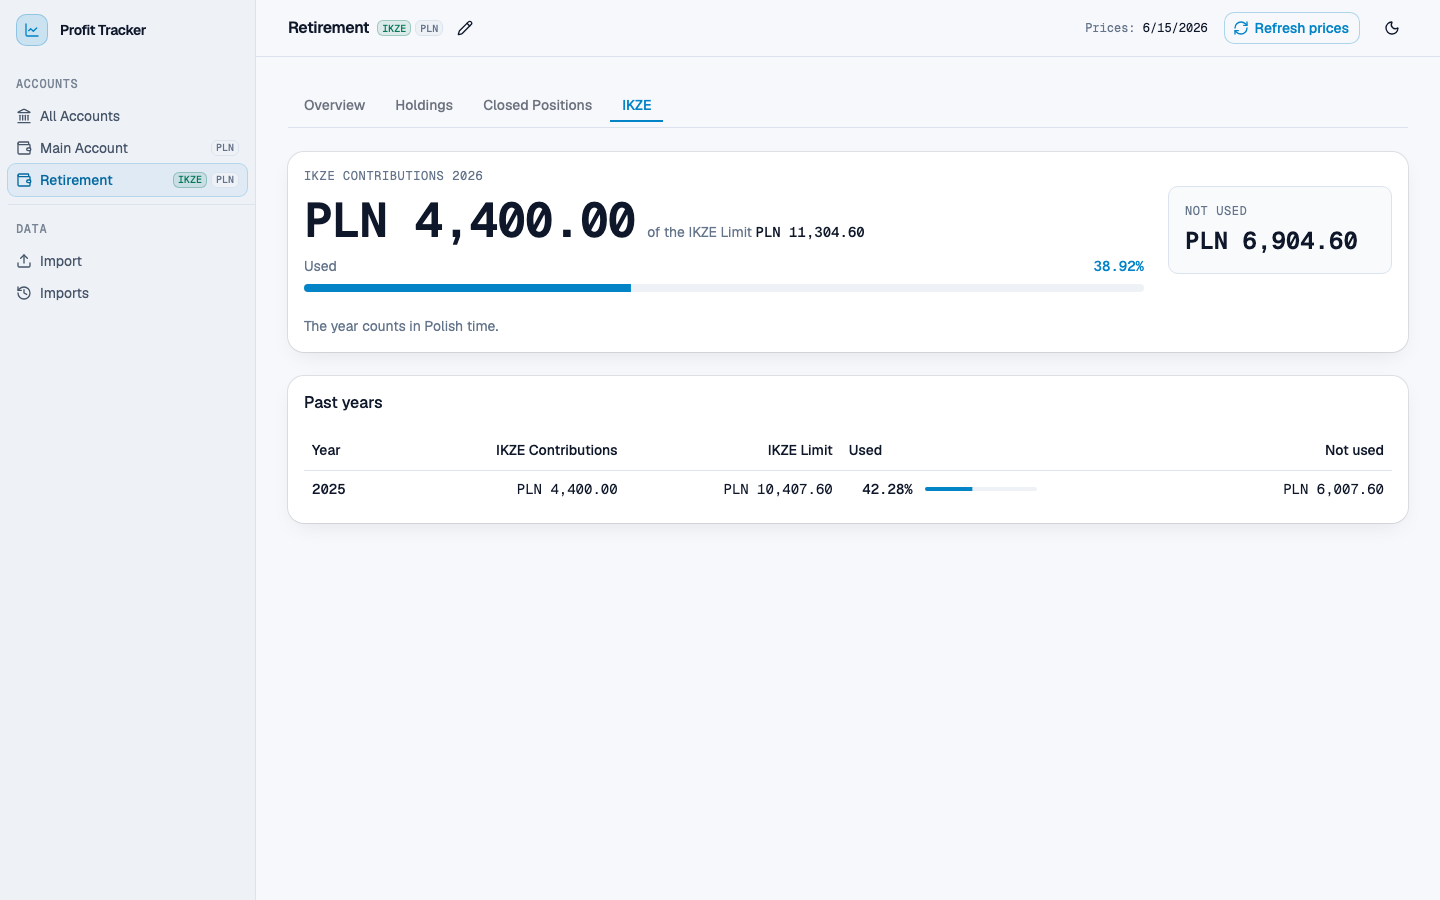 Profit Tracker
ACCOUNTS
All Accounts
Main Account PLN
Retirement IKZE PLN
DATA
Import
Imports
Retirement IKZE PLN
Prices: 6/15/2026 Refresh prices
Overview Holdings Closed Positions IKZE
IKZE CONTRIBUTIONS 2026
PLN 4,400.00 of the IKZE Limit PLN 11,304.60
Used 38.92%
The year counts in Polish time.
NOT USED
PLN 6,904.60
Past years
Year IKZE Contributions IKZE Limit Used Not used
2025 PLN 4,400.00 PLN 10,407.60 42.28% PLN 6,007.60